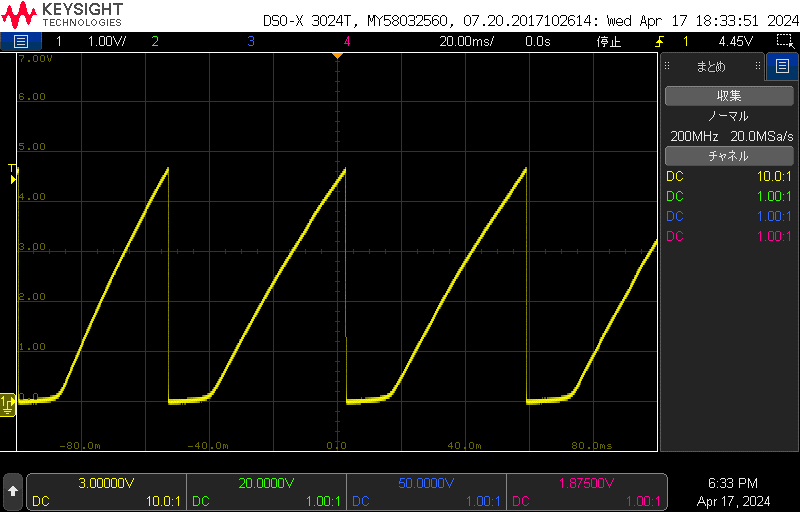 KEYSIGHT
TECHNOLOGIES
DSO-X 3024T, MY58032560, 07.20.2017102614: Wed Apr 17 18:33:51 2024
1 1.00V/ 2 3 4 20.00ms/ 0.0s 停止 1 4.45V
7.00V
6.00
5.00
4.00
3.00
2.00
1.00
0.0
T
1
-80.0m -40.0m 0.0 40.0m 80.0ms
まとめ
収集
ノーマル
200MHz 20.0MSa/s
チャネル
DC 10.0:1
DC 1.00:1
DC 1.00:1
DC 1.00:1
3.00000V 20.0000V 50.0000V 1.87500V
DC 10.0:1 DC 1.00:1 DC 1.00:1 DC 1.00:1
6:33 PM
Apr 17, 2024